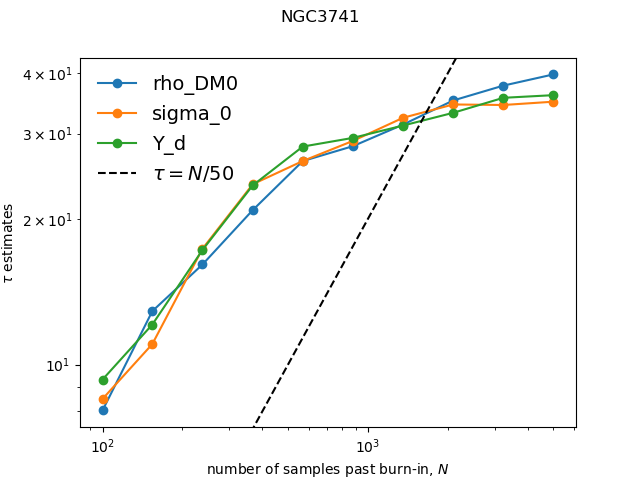 NGC3741
4 × 10¹
3 × 10¹
2 × 10¹
10¹
τ estimates
rho_DM0
sigma_0
Y_d
τ = N/50
10²
10³
number of samples past burn-in, N